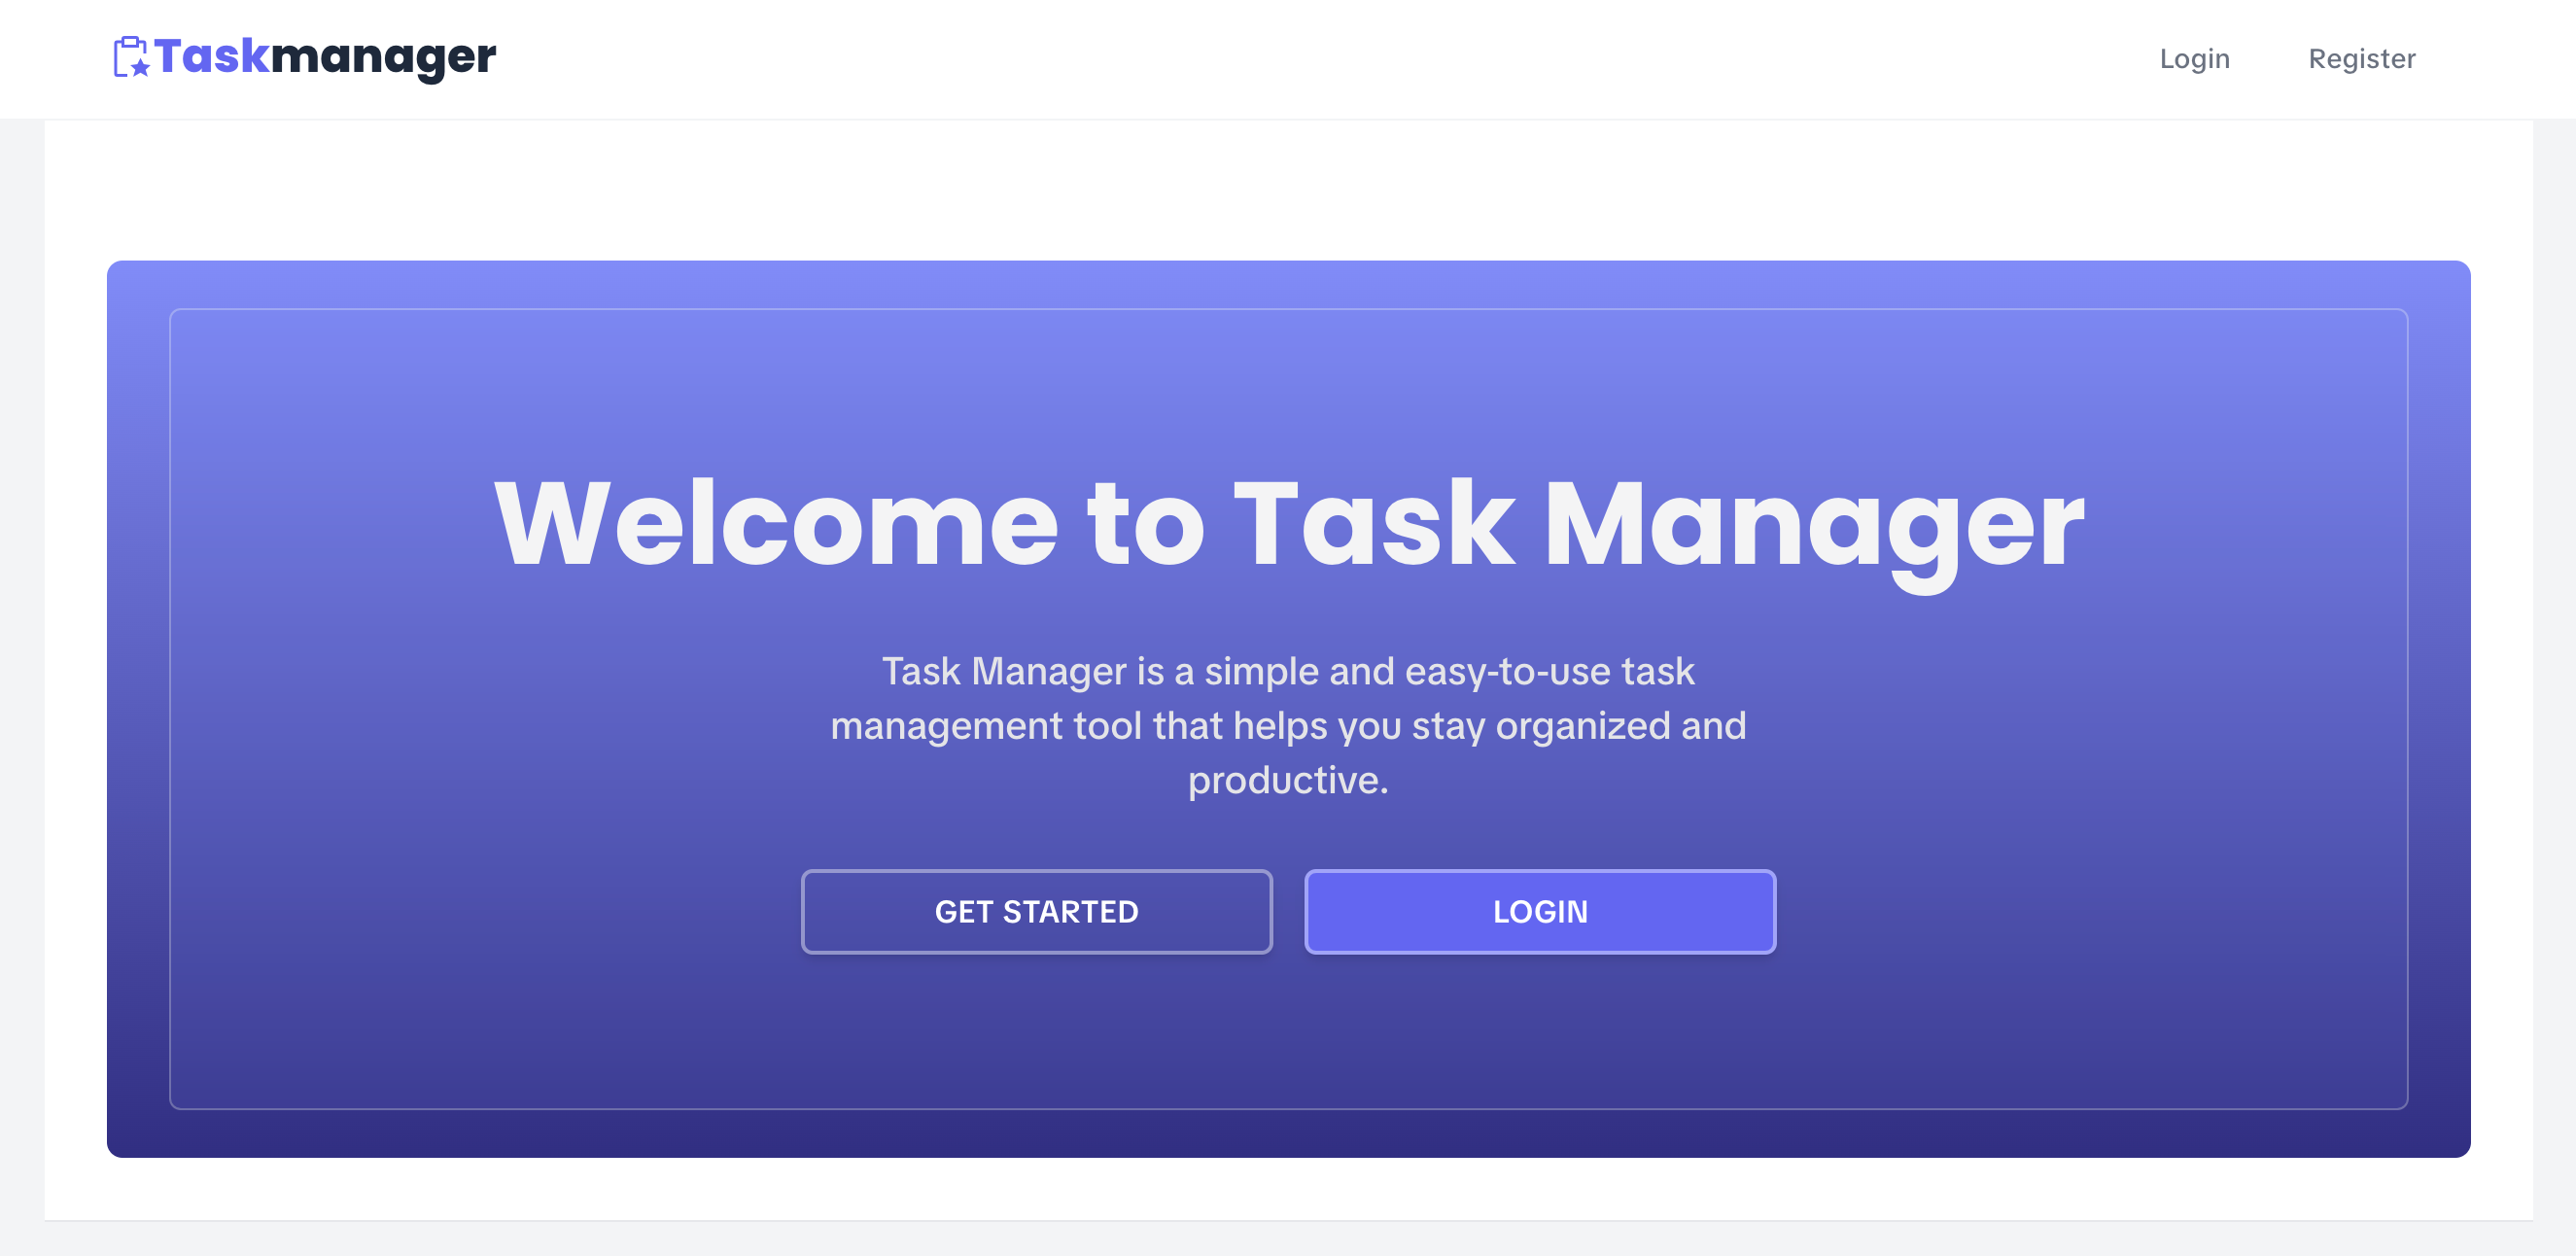 Taskmanager
Login
Register
Welcome to Task Manager
Task Manager is a simple and easy-to-use task
management tool that helps you stay organized and
productive.
GET STARTED
LOGIN